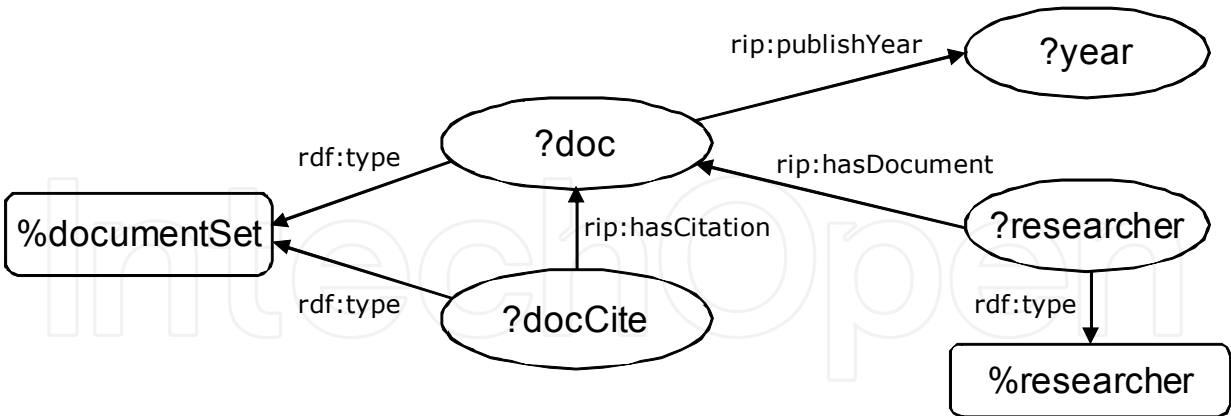 rip:publishYear
?year
?doc
rdf:type
rip:hasDocument
%documentSet
rip:hasCitation
?researcher
rdf:type
?docCite
rdf:type
%researcher
IntechOpen